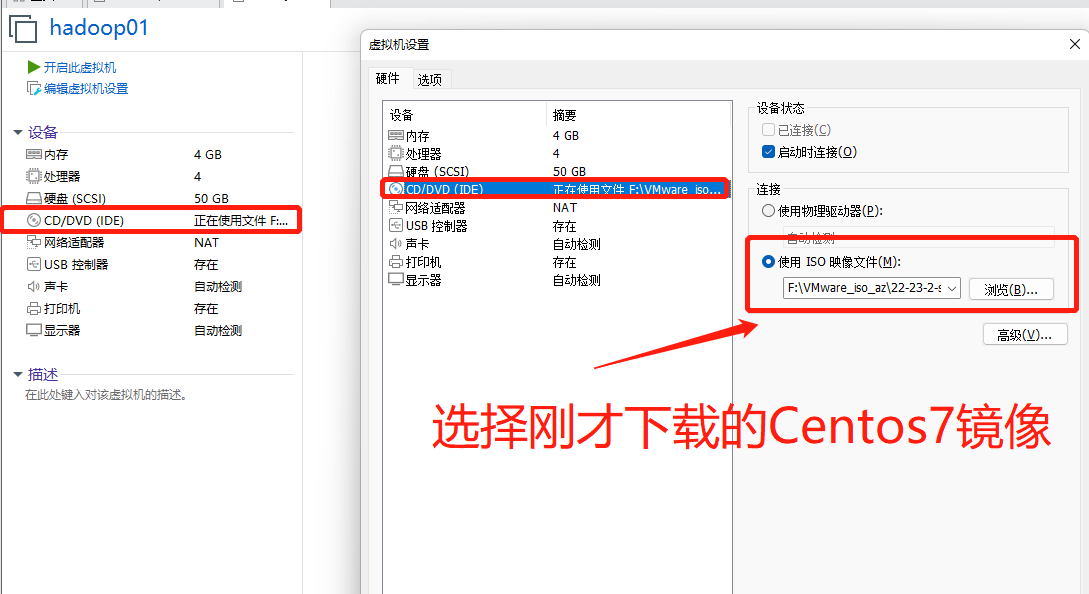 hadoop01
开启此虚拟机
编辑虚拟机设置
设备
内存 4 GB
处理器 4
硬盘 (SCSI) 50 GB
CD/DVD (IDE) 正在使用文件 F:...
网络适配器 NAT
USB 控制器 存在
声卡 自动检测
打印机 存在
显示器 自动检测
描述
在此处键入对该虚拟机的描述。
虚拟机设置
硬件 选项
设备 摘要
内存 4 GB
处理器 4
硬盘 (SCSI) 50 GB
CD/DVD (IDE) 正在使用文件 F:\VMware_iso...
网络适配器 NAT
USB 控制器 存在
声卡 自动检测
打印机 存在
显示器 自动检测
设备状态
已连接(C)
启动时连接(O)
连接
使用物理驱动器(P):
自动检测
使用 ISO 映像文件(M):
F:\VMware_iso_az\22-23-2-s
浏览(B)...
高级(V)...
选择刚才下载的Centos7镜像